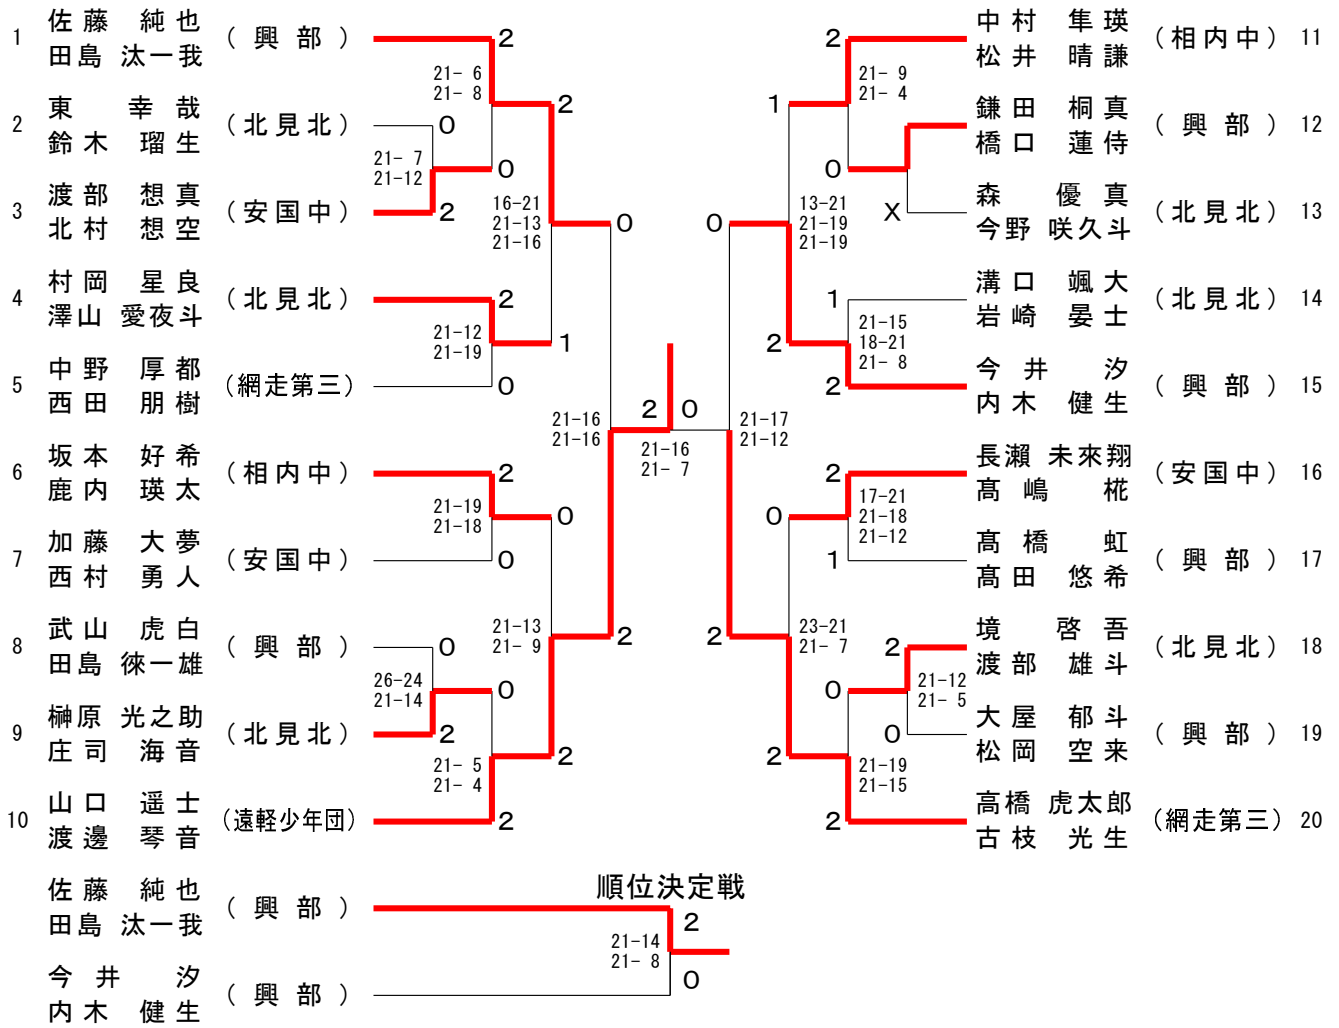 1 佐藤 純也 田島 汰一我 （興部） 2
21- 6
21- 8
2
2 東 幸哉 鈴木 瑠生 （北見北） 0
21- 7
21-12
0
3 渡部 想真 北村 想空 （安国中） 2
16-21
21-13
21-16
0
4 村岡 星良 澤山 愛夜斗 （北見北） 2
21-12
21-19
1
5 中野 厚都 西田 朋樹 （網走第三） 0
21-16
21-16
6 坂本 好希 鹿内 瑛太 （相内中） 2
21-19
21-18
0
7 加藤 大夢 西村 勇人 （安国中） 0
21-13
21- 9
2
8 武山 虎白 田島 徠一雄 （興部） 0
26-24
21-14
0
9 榊原 光之助 庄司 海音 （北見北） 2
21- 5
21- 4
2
10 山口 遥士 渡邊 琴音 （遠軽少年団） 2
2 0
21-16
21- 7
2 中村 隼瑛 松井 晴謙 （相内中） 11
21- 9
21- 4
1
鎌田 桐真 橋口 蓮侍 （興部） 12
0
X 森 優真 今野 咲久斗 （北見北） 13
13-21
21-19
21-19
0
1 溝口 颯大 岩崎 晏士 （北見北） 14
21-15
18-21
21- 8
2
2 今井 汐 内木 健生 （興部） 15
21-17
21-12
2 長瀨 未來翔 髙嶋 椛 （安国中） 16
17-21
21-18
21-12
0
1 髙橋 虹 髙田 悠希 （興部） 17
23-21
21- 7
2
2 境 啓吾 渡部 雄斗 （北見北） 18
21-12
21- 5
0
0 大屋 郁斗 松岡 空来 （興部） 19
21-19
21-15
2
2 高橋 虎太郎 古枝 光生 （網走第三） 20
順位決定戦
佐藤 純也 田島 汰一我 （興部） 2
21-14
21- 8
今井 汐 内木 健生 （興部） 0